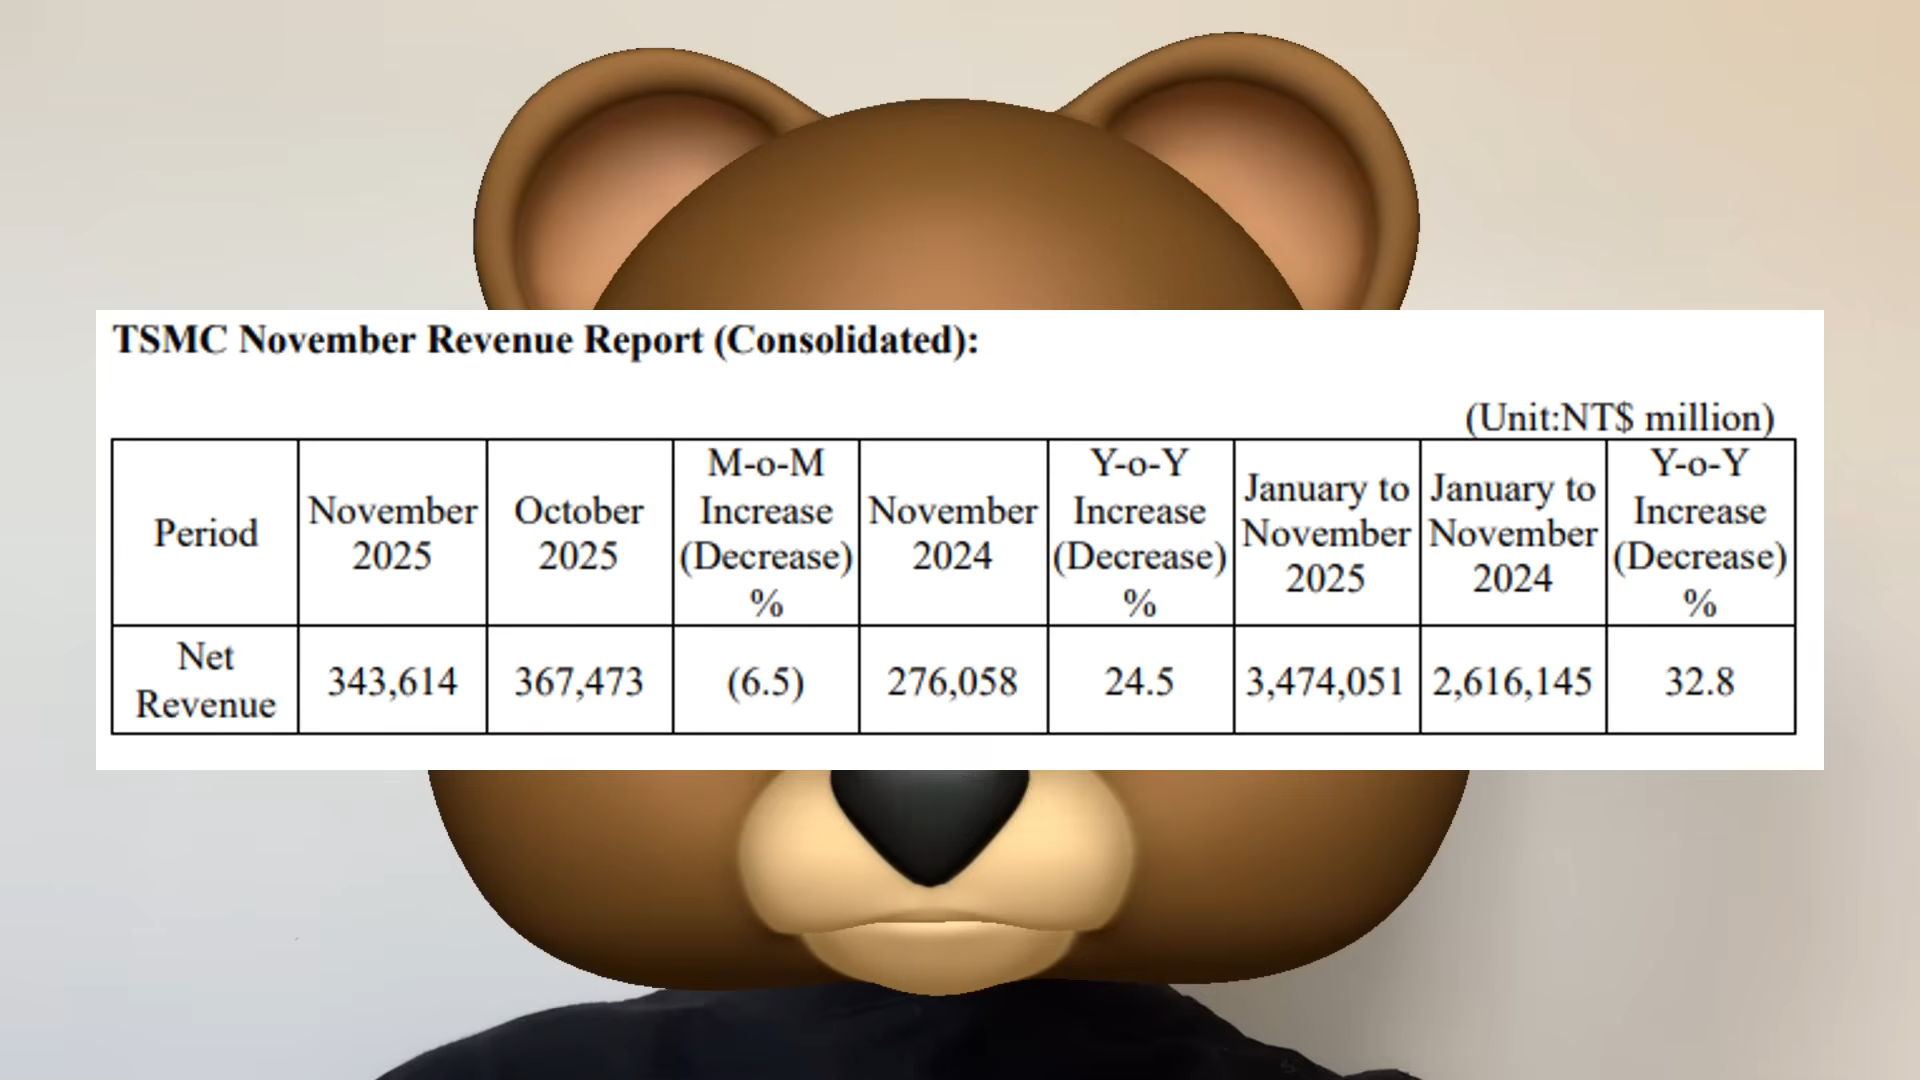 TSMC November Revenue Report (Consolidated):
(Unit:NT$ million)
Period
November
2025
October
2025
M-o-M
Increase
(Decrease)
%
November
2024
Y-o-Y
Increase
(Decrease)
%
January to
November
2025
January to
November
2024
Y-o-Y
Increase
(Decrease)
%
Net
Revenue
343,614
367,473
(6.5)
276,058
24.5
3,474,051
2,616,145
32.8